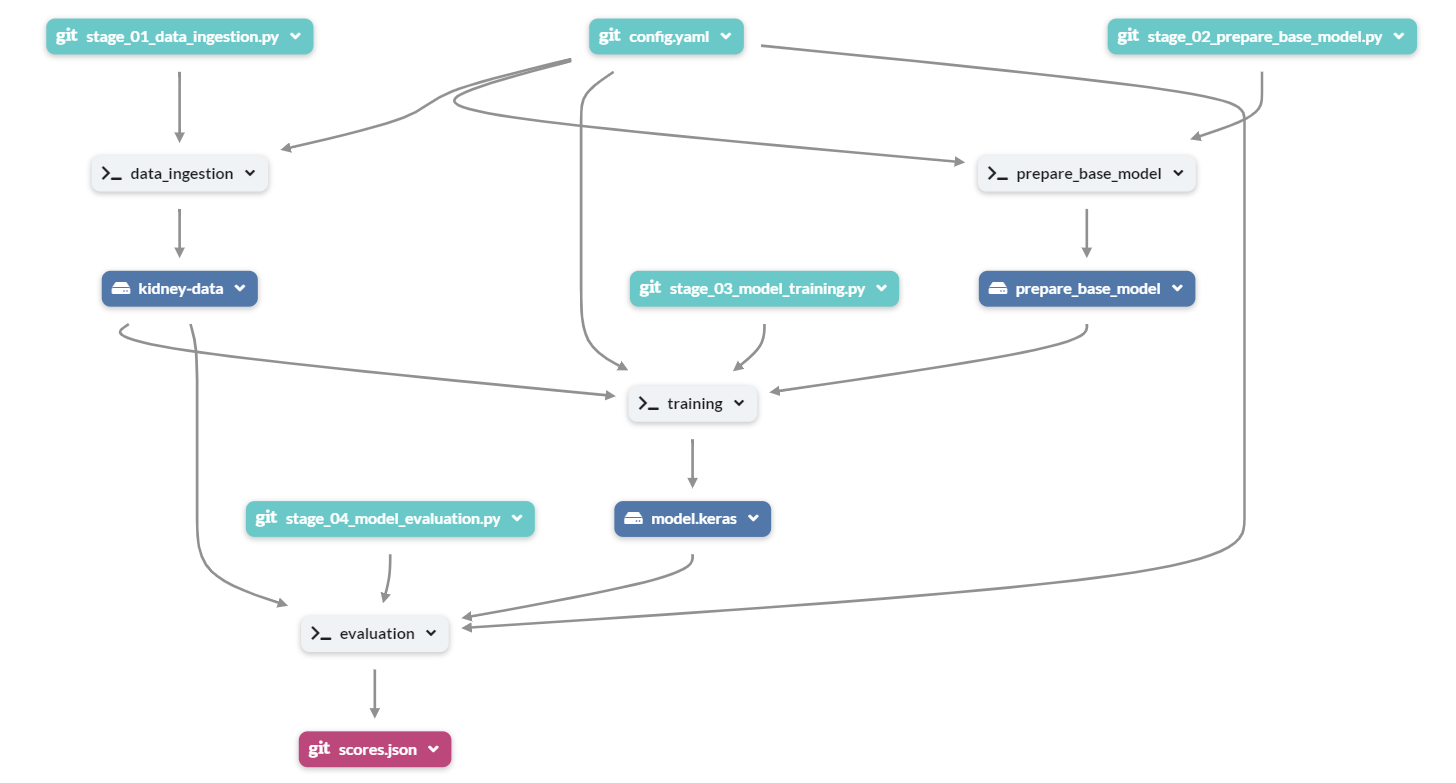 git stage_01_data_ingestion.py
git config.yaml
git stage_02_prepare_base_model.py
>_ data_ingestion
>_ prepare_base_model
kidney-data
git stage_03_model_training.py
prepare_base_model
>_ training
git stage_04_model_evaluation.py
model.keras
>_ evaluation
git scores.json